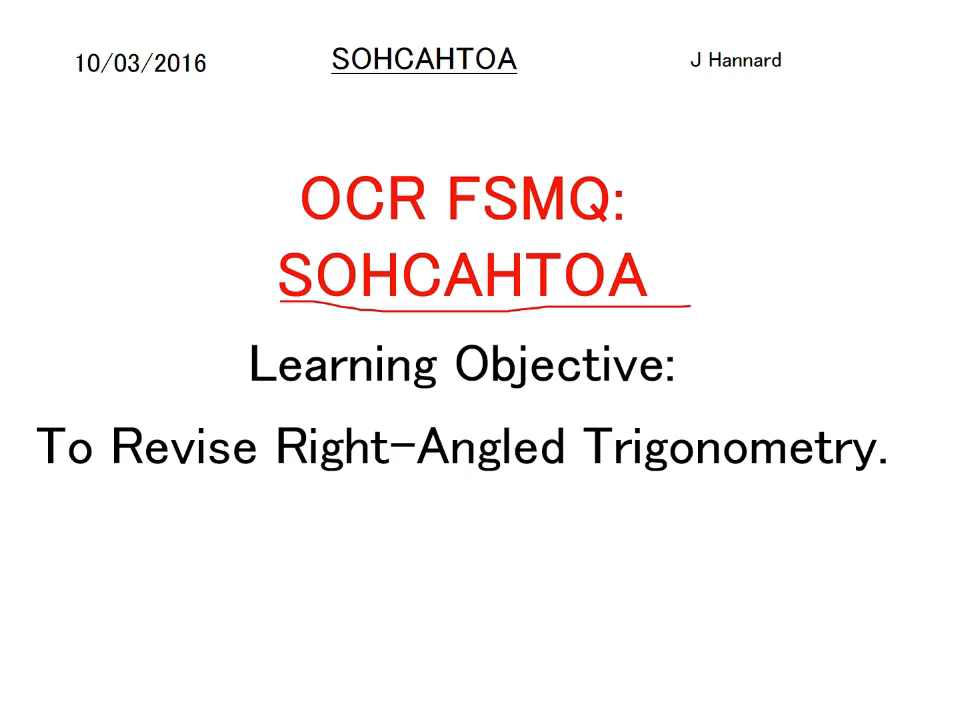 10/03/2016 SOHCAHTOA J Hannard
OCR FSMQ:
SOHCAHTOA
Learning Objective:
To Revise Right-Angled Trigonometry.